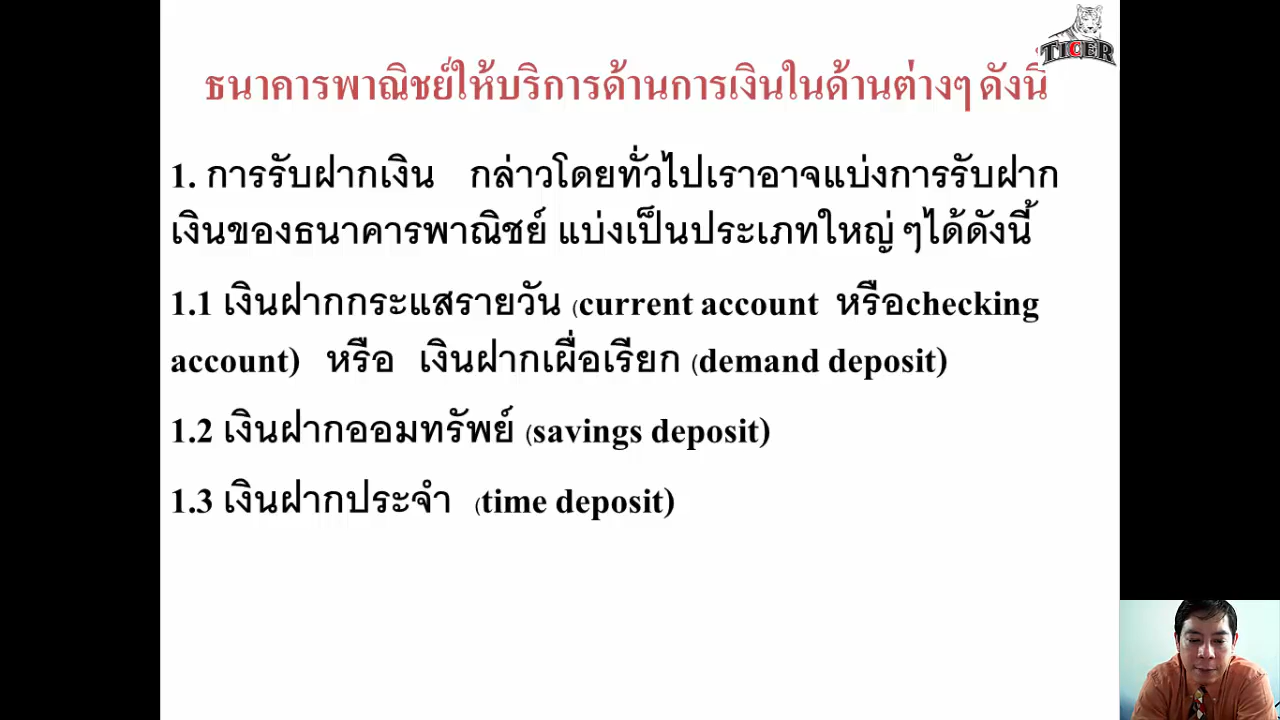 TIGER
ธนาคารพาณิชย์ให้บริการด้านการเงินในด้านต่างๆ ดังนี้
1. การรับฝากเงิน กล่าวโดยทั่วไปเราอาจแบ่งการรับฝาก
เงินของธนาคารพาณิชย์ แบ่งเป็นประเภทใหญ่ ๆได้ดังนี้
1.1 เงินฝากกระแสรายวัน (current account หรือchecking
account) หรือ เงินฝากเผื่อเรียก (demand deposit)
1.2 เงินฝากออมทรัพย์ (savings deposit)
1.3 เงินฝากประจำ (time deposit)